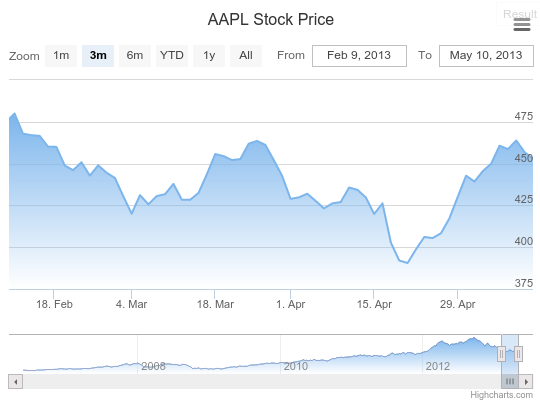 Result
AAPL Stock Price
Zoom 1m 3m 6m YTD 1y All From Feb 9, 2013 To May 10, 2013
475
450
425
400
375
18. Feb 4. Mar 18. Mar 1. Apr 15. Apr 29. Apr
2008 2010 2012
Highcharts.com